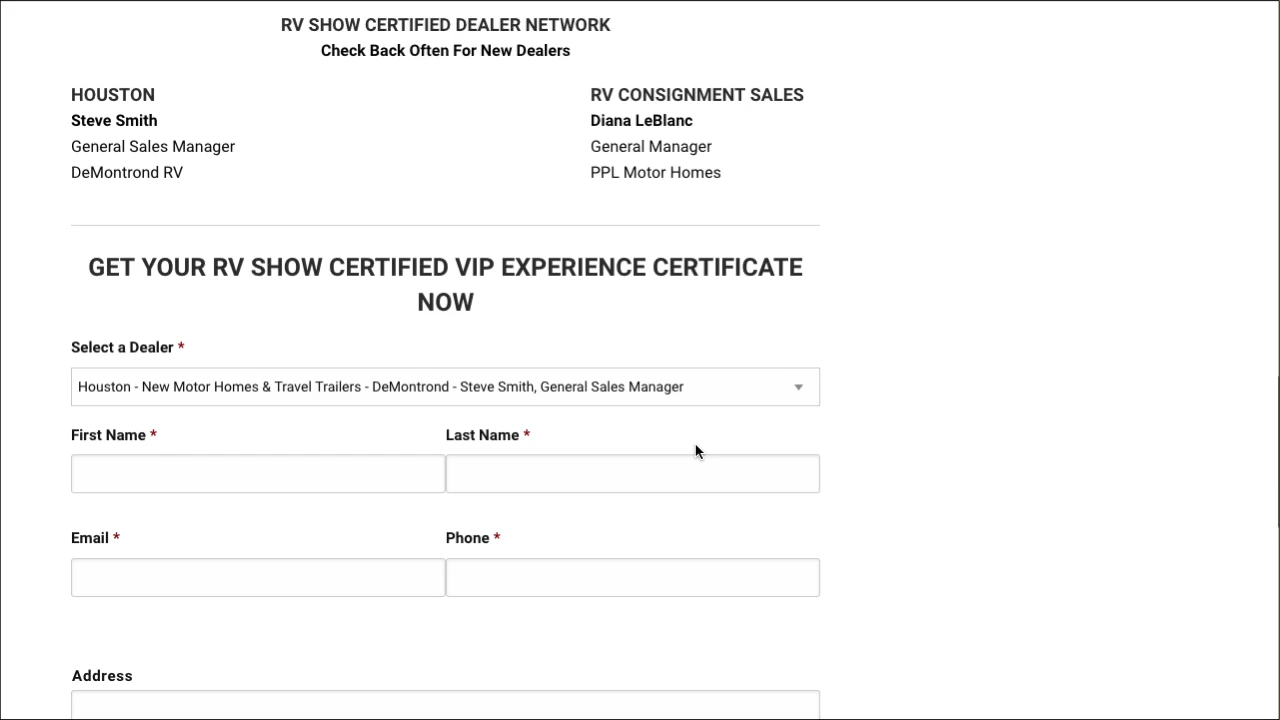 RV SHOW CERTIFIED DEALER NETWORK
Check Back Often For New Dealers
HOUSTON
Steve Smith
General Sales Manager
DeMontrond RV
RV CONSIGNMENT SALES
Diana LeBlanc
General Manager
PPL Motor Homes
GET YOUR RV SHOW CERTIFIED VIP EXPERIENCE CERTIFICATE
NOW
Select a Dealer *
Houston - New Motor Homes & Travel Trailers - DeMontrond - Steve Smith, General Sales Manager
First Name *
Last Name *
Email *
Phone *
Address